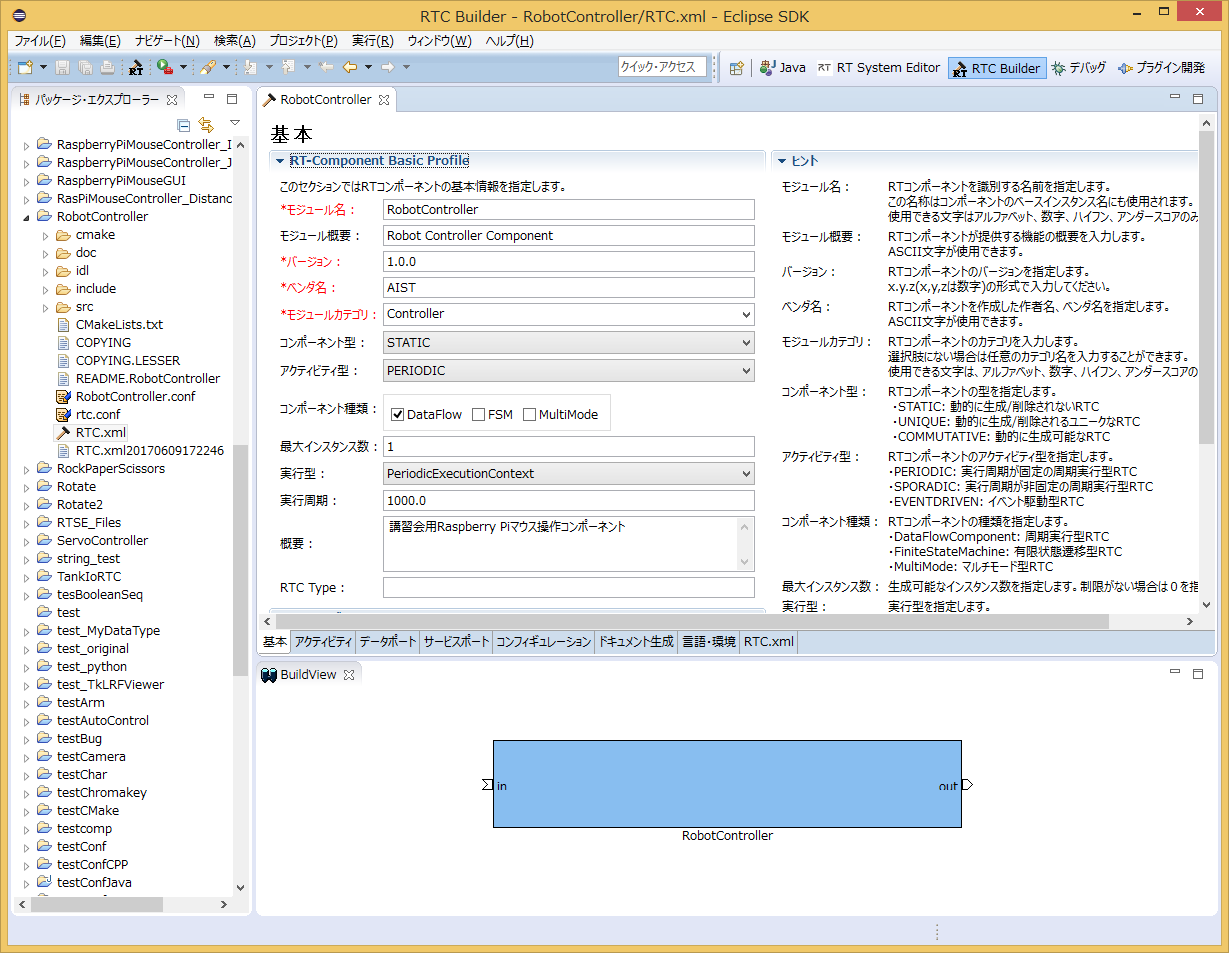 RTC Builder - RobotController/RTC.xml - Eclipse SDK
ファイル(F) 編集(E) ナビゲート(N) 検索(A) プロジェクト(P) 実行(R) ウィンドウ(W) ヘルプ(H)
クイック・アクセス Java RT RT System Editor RT RTC Builder デバッグ プラグイン開発
パッケージ・エクスプローラー
RaspberryPiMouseController_I
RaspberryPiMouseController_J
RaspberryPiMouseGUI
RasPiMouseController_Distanc
RobotController
cmake
doc
idl
include
src
CMakeLists.txt
COPYING
COPYING.LESSER
README.RobotController
RobotController.conf
rtc.conf
RTC.xml
RTC.xml20170609172246
RockPaperScissors
Rotate
Rotate2
RTSE_Files
ServoController
string_test
TankIoRTC
tesBooleanSeq
test
test_MyDataType
test_original
test_python
test_TkLRFViewer
testArm
testAutoControl
testBug
testCamera
testChar
testChromakey
testCMake
testcomp
testConf
testConfCPP
testConfJava
RobotController
基本
RT-Component Basic Profile
このセクションではRTコンポーネントの基本情報を指定します。
*モジュール名： RobotController
モジュール概要： Robot Controller Component
*バージョン： 1.0.0
*ベンダ名： AIST
*モジュールカテゴリ： Controller
コンポーネント型： STATIC
アクティビティ型： PERIODIC
コンポーネント種類： DataFlow FSM MultiMode
最大インスタンス数： 1
実行型： PeriodicExecutionContext
実行周期： 1000.0
概要： 講習会用Raspberry Piマウス操作コンポーネント
RTC Type：
ヒント
モジュール名： RTコンポーネントを識別する名前を指定します。
この名称はコンポーネントのベースインスタンス名にも使用されます。
使用できる文字はアルファベット、数字、ハイフン、アンダースコアのみ
モジュール概要： RTコンポーネントが提供する機能の概要を入力します。
ASCII文字が使用できます。
バージョン： RTコンポーネントのバージョンを指定します。
x.y.z(x,y,zは数字)の形式で入力してください。
ベンダ名： RTコンポーネントを作成した作者名、ベンダ名を指定します。
ASCII文字が使用できます。
モジュールカテゴリ： RTコンポーネントのカテゴリを入力します。
選択肢にない場合は任意のカテゴリ名を入力することができます。
使用できる文字は、アルファベット、数字、ハイフン、アンダースコアの
コンポーネント型： RTコンポーネントの型を指定します。
・STATIC: 動的に生成/削除されないRTC
・UNIQUE: 動的に生成/削除されるユニークなRTC
・COMMUTATIVE: 動的に生成可能なRTC
アクティビティ型： RTコンポーネントのアクティビティ型を指定します。
・PERIODIC: 実行周期が固定の周期実行型RTC
・SPORADIC: 実行周期が非固定の周期実行型RTC
・EVENTDRIVEN: イベント駆動型RTC
コンポーネント種類： RTコンポーネントの種類を指定します。
・DataFlowComponent: 周期実行型RTC
・FiniteStateMachine: 有限状態遷移型RTC
・MultiMode: マルチモード型RTC
最大インスタンス数： 生成可能なインスタンス数を指定します。制限がない場合は０を指
実行型： 実行型を指定します。
基本 アクティビティ データポート サービスポート コンフィギュレーション ドキュメント生成 言語・環境 RTC.xml
BuildView
in out
RobotController